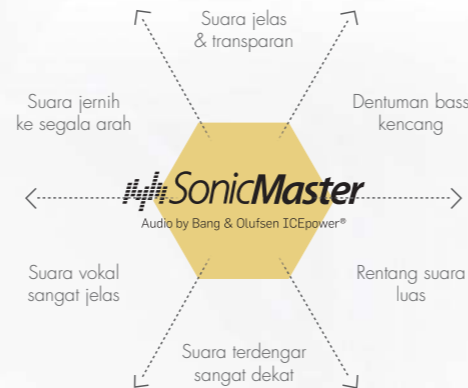 Suara jelas
& transparan
Suara jernih
ke segala arah
Dentuman bass
kencang
SonicMaster
Audio by Bang & Olufsen ICEpower®
Suara vokal
sangat jelas
Rentang suara
luas
Suara terdengar
sangat dekat